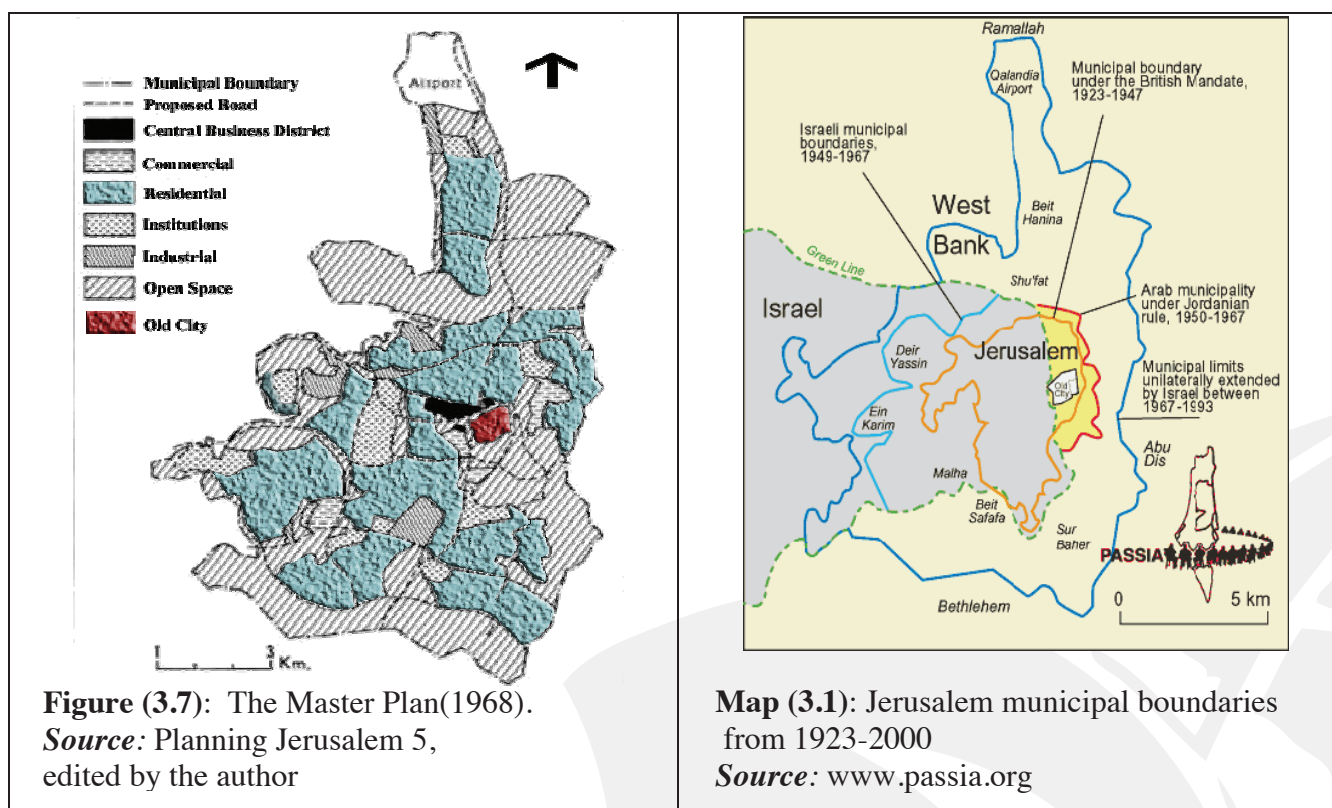 Airport
Municipal Boundary
Proposed Road
Central Business District
Commercial
Residential
Institutions
Industrial
Open Space
Old City
1 3
Km.
Figure (3.7): The Master Plan(1968).
Source: Planning Jerusalem 5,
edited by the author
Ramallah
Qalandia
Airport
Municipal boundary
under the British Mandate,
1923-1947
Israeli municipal
boundaries,
1949-1967
West
Bank
Beit
Hanina
Green Line
Shu'fat
Israel
Arab municipality
under Jordanian
rule, 1950-1967
Deir
Yassin
Jerusalem
Old
City
Municipal limits
unilaterally extended
by Israel between
1967-1993
Ein
Karim
Abu
Dis
Malha
Beit
Safafa
Sur
Baher
PASSIA
Bethlehem
0 5 km
Map (3.1): Jerusalem municipal boundaries
from 1923-2000
Source: www.passia.org